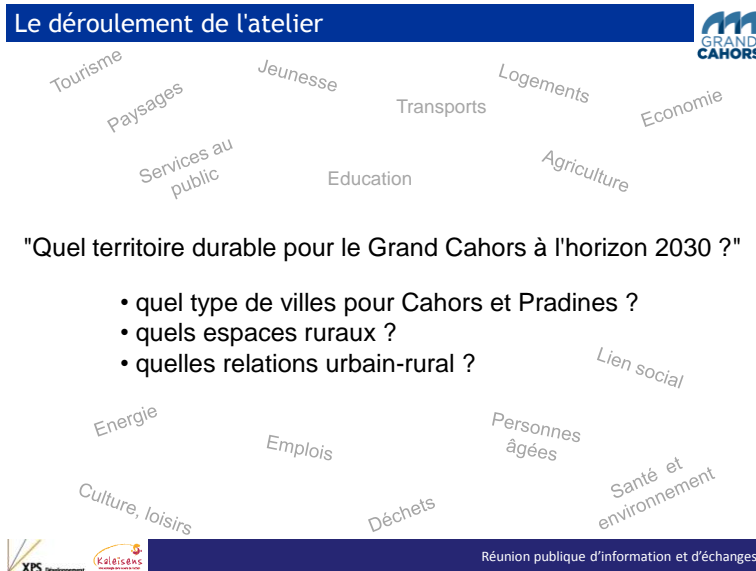 Le déroulement de l'atelier
GRAND
CAHORS
Tourisme
Jeunesse
Logements
Paysages
Transports
Economie
Services au
public
Education
Agriculture
"Quel territoire durable pour le Grand Cahors à l'horizon 2030 ?"
• quel type de villes pour Cahors et Pradines ?
• quels espaces ruraux ?
• quelles relations urbain-rural ?
Lien social
Energie
Emplois
Personnes
âgées
Santé et
environnement
Culture, loisirs
Déchets
XPS
Kaleisens
Réunion publique d'information et d'échanges